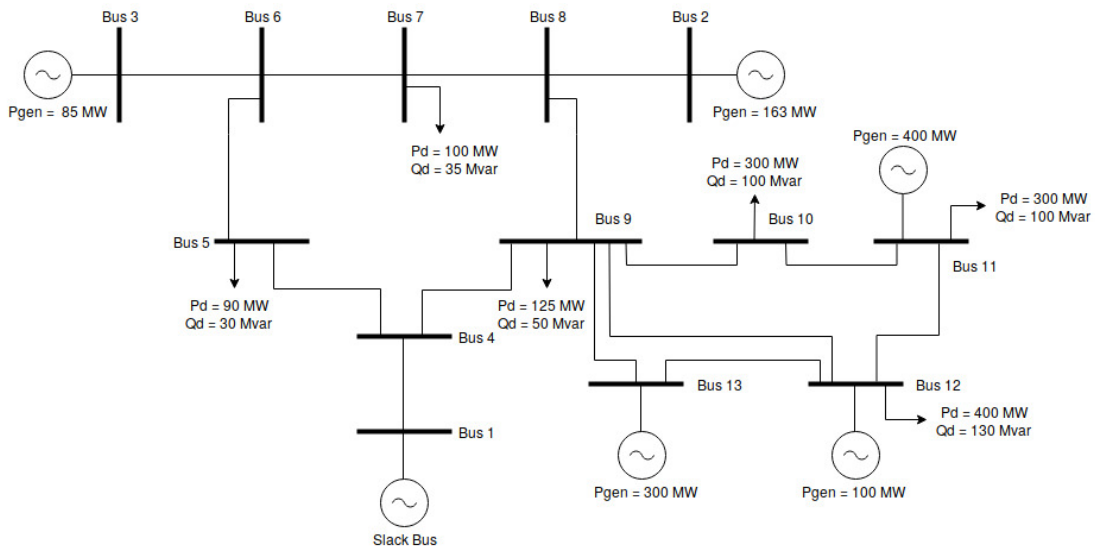 Bus 3
Bus 6
Bus 7
Bus 8
Bus 2
Pgen =  85 MW
Pgen = 163 MW
Pgen = 400 MW
Pd = 100 MW
Qd = 35 Mvar
Pd = 300 MW
Qd = 100 Mvar
Pd = 300 MW
Qd = 100 Mvar
Bus 5
Bus 9
Bus 10
Bus 11
Pd = 90 MW
Qd = 30 Mvar
Pd = 125 MW
Qd = 50 Mvar
Bus 4
Bus 13
Bus 12
Pd = 400 MW
Qd = 130 Mvar
Bus 1
Pgen = 300 MW
Pgen = 100 MW
Slack Bus